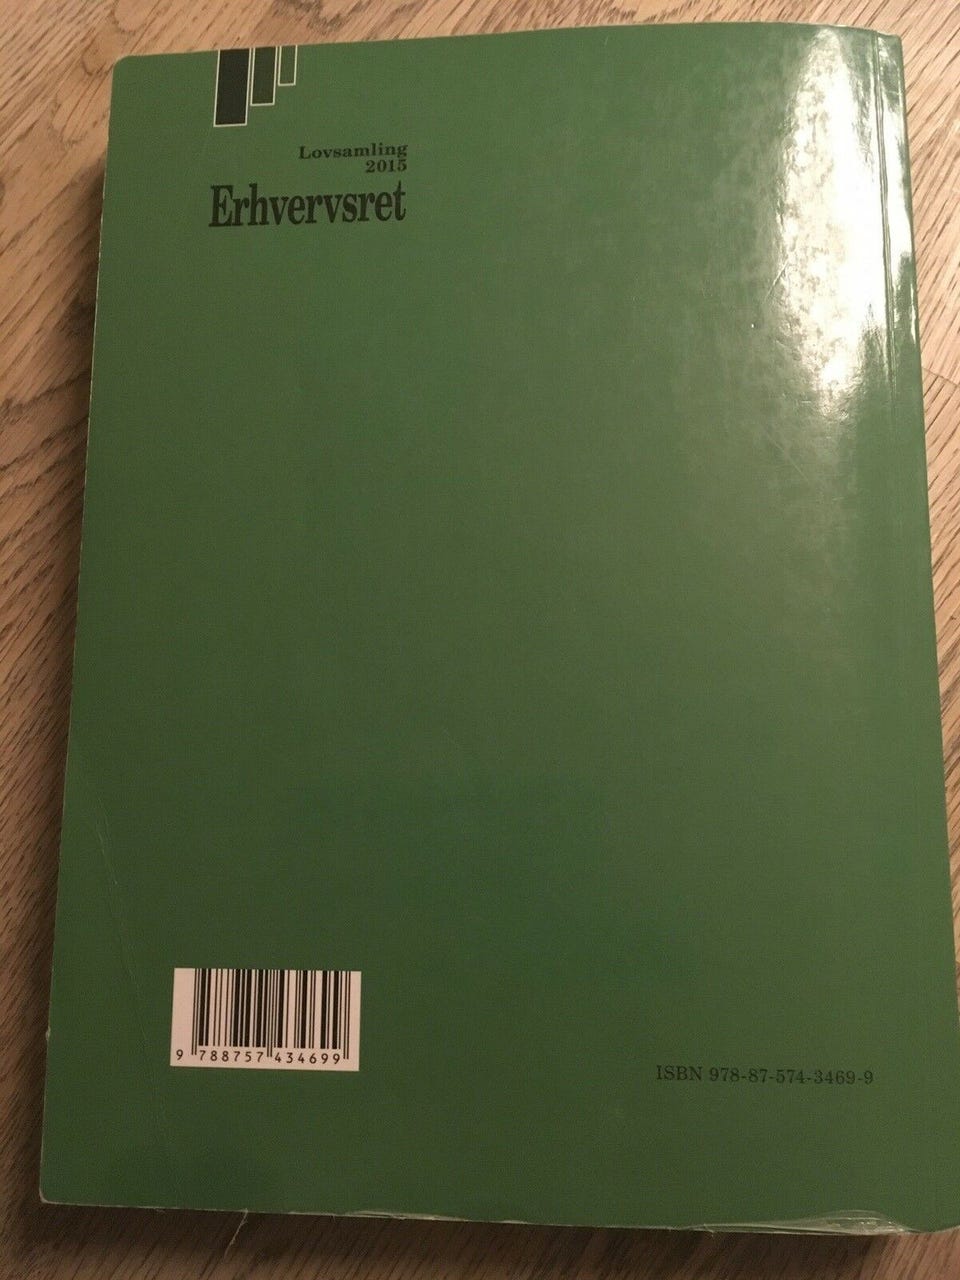 Lovsamling
2015
Erhvervsret
9 788757 434699
ISBN 978-87-574-3469-9